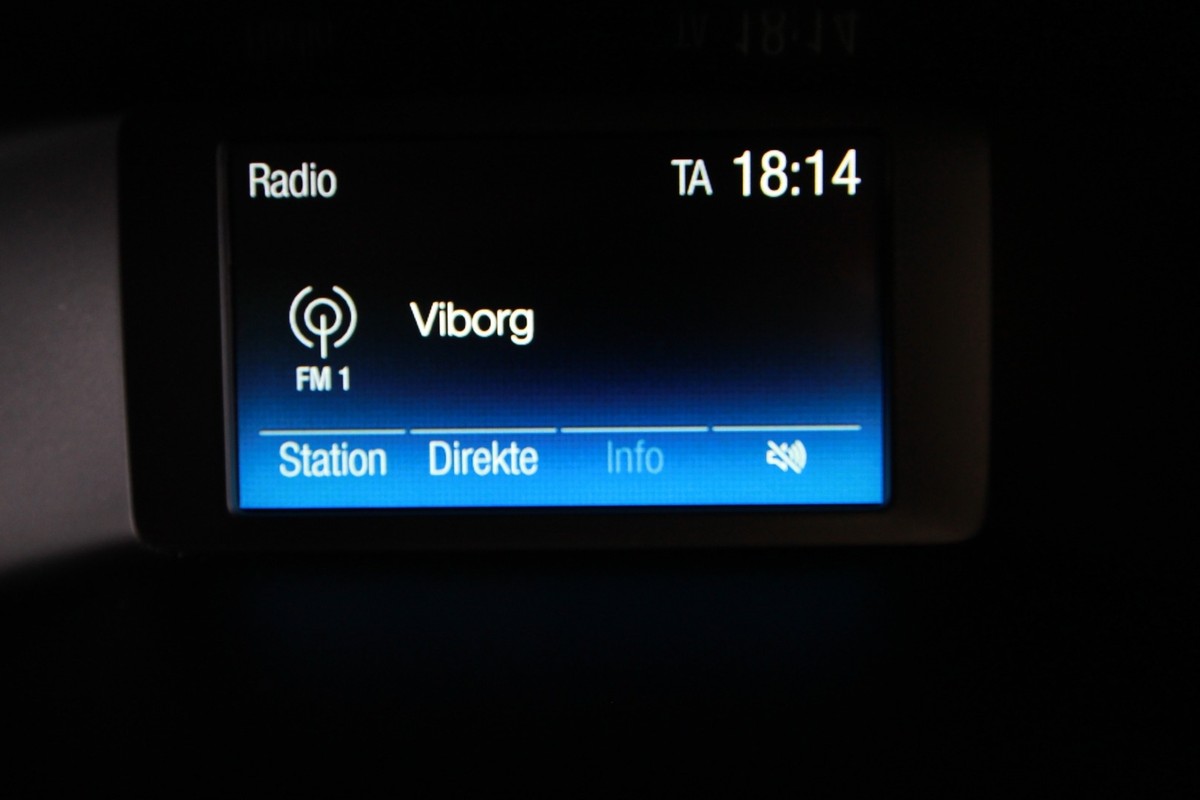 Radio TA 18:14
Viborg
FM 1
Station Direkte Info